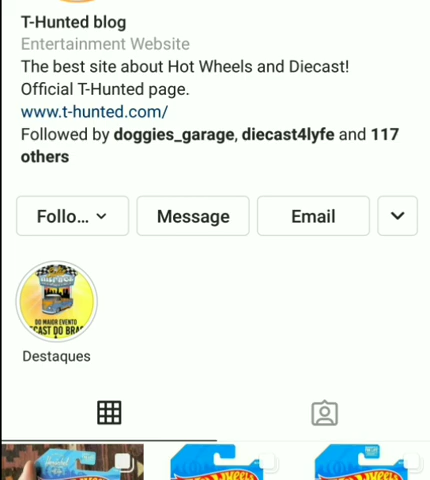 T-Hunted blog
Entertainment Website
The best site about Hot Wheels and Diecast!
Official T-Hunted page.
www.t-hunted.com/
Followed by doggies_garage, diecast4lyfe and 117
others
Follo...
Message
Email
DO MAIOR EVENTO
CAST DO BRA
Destaques